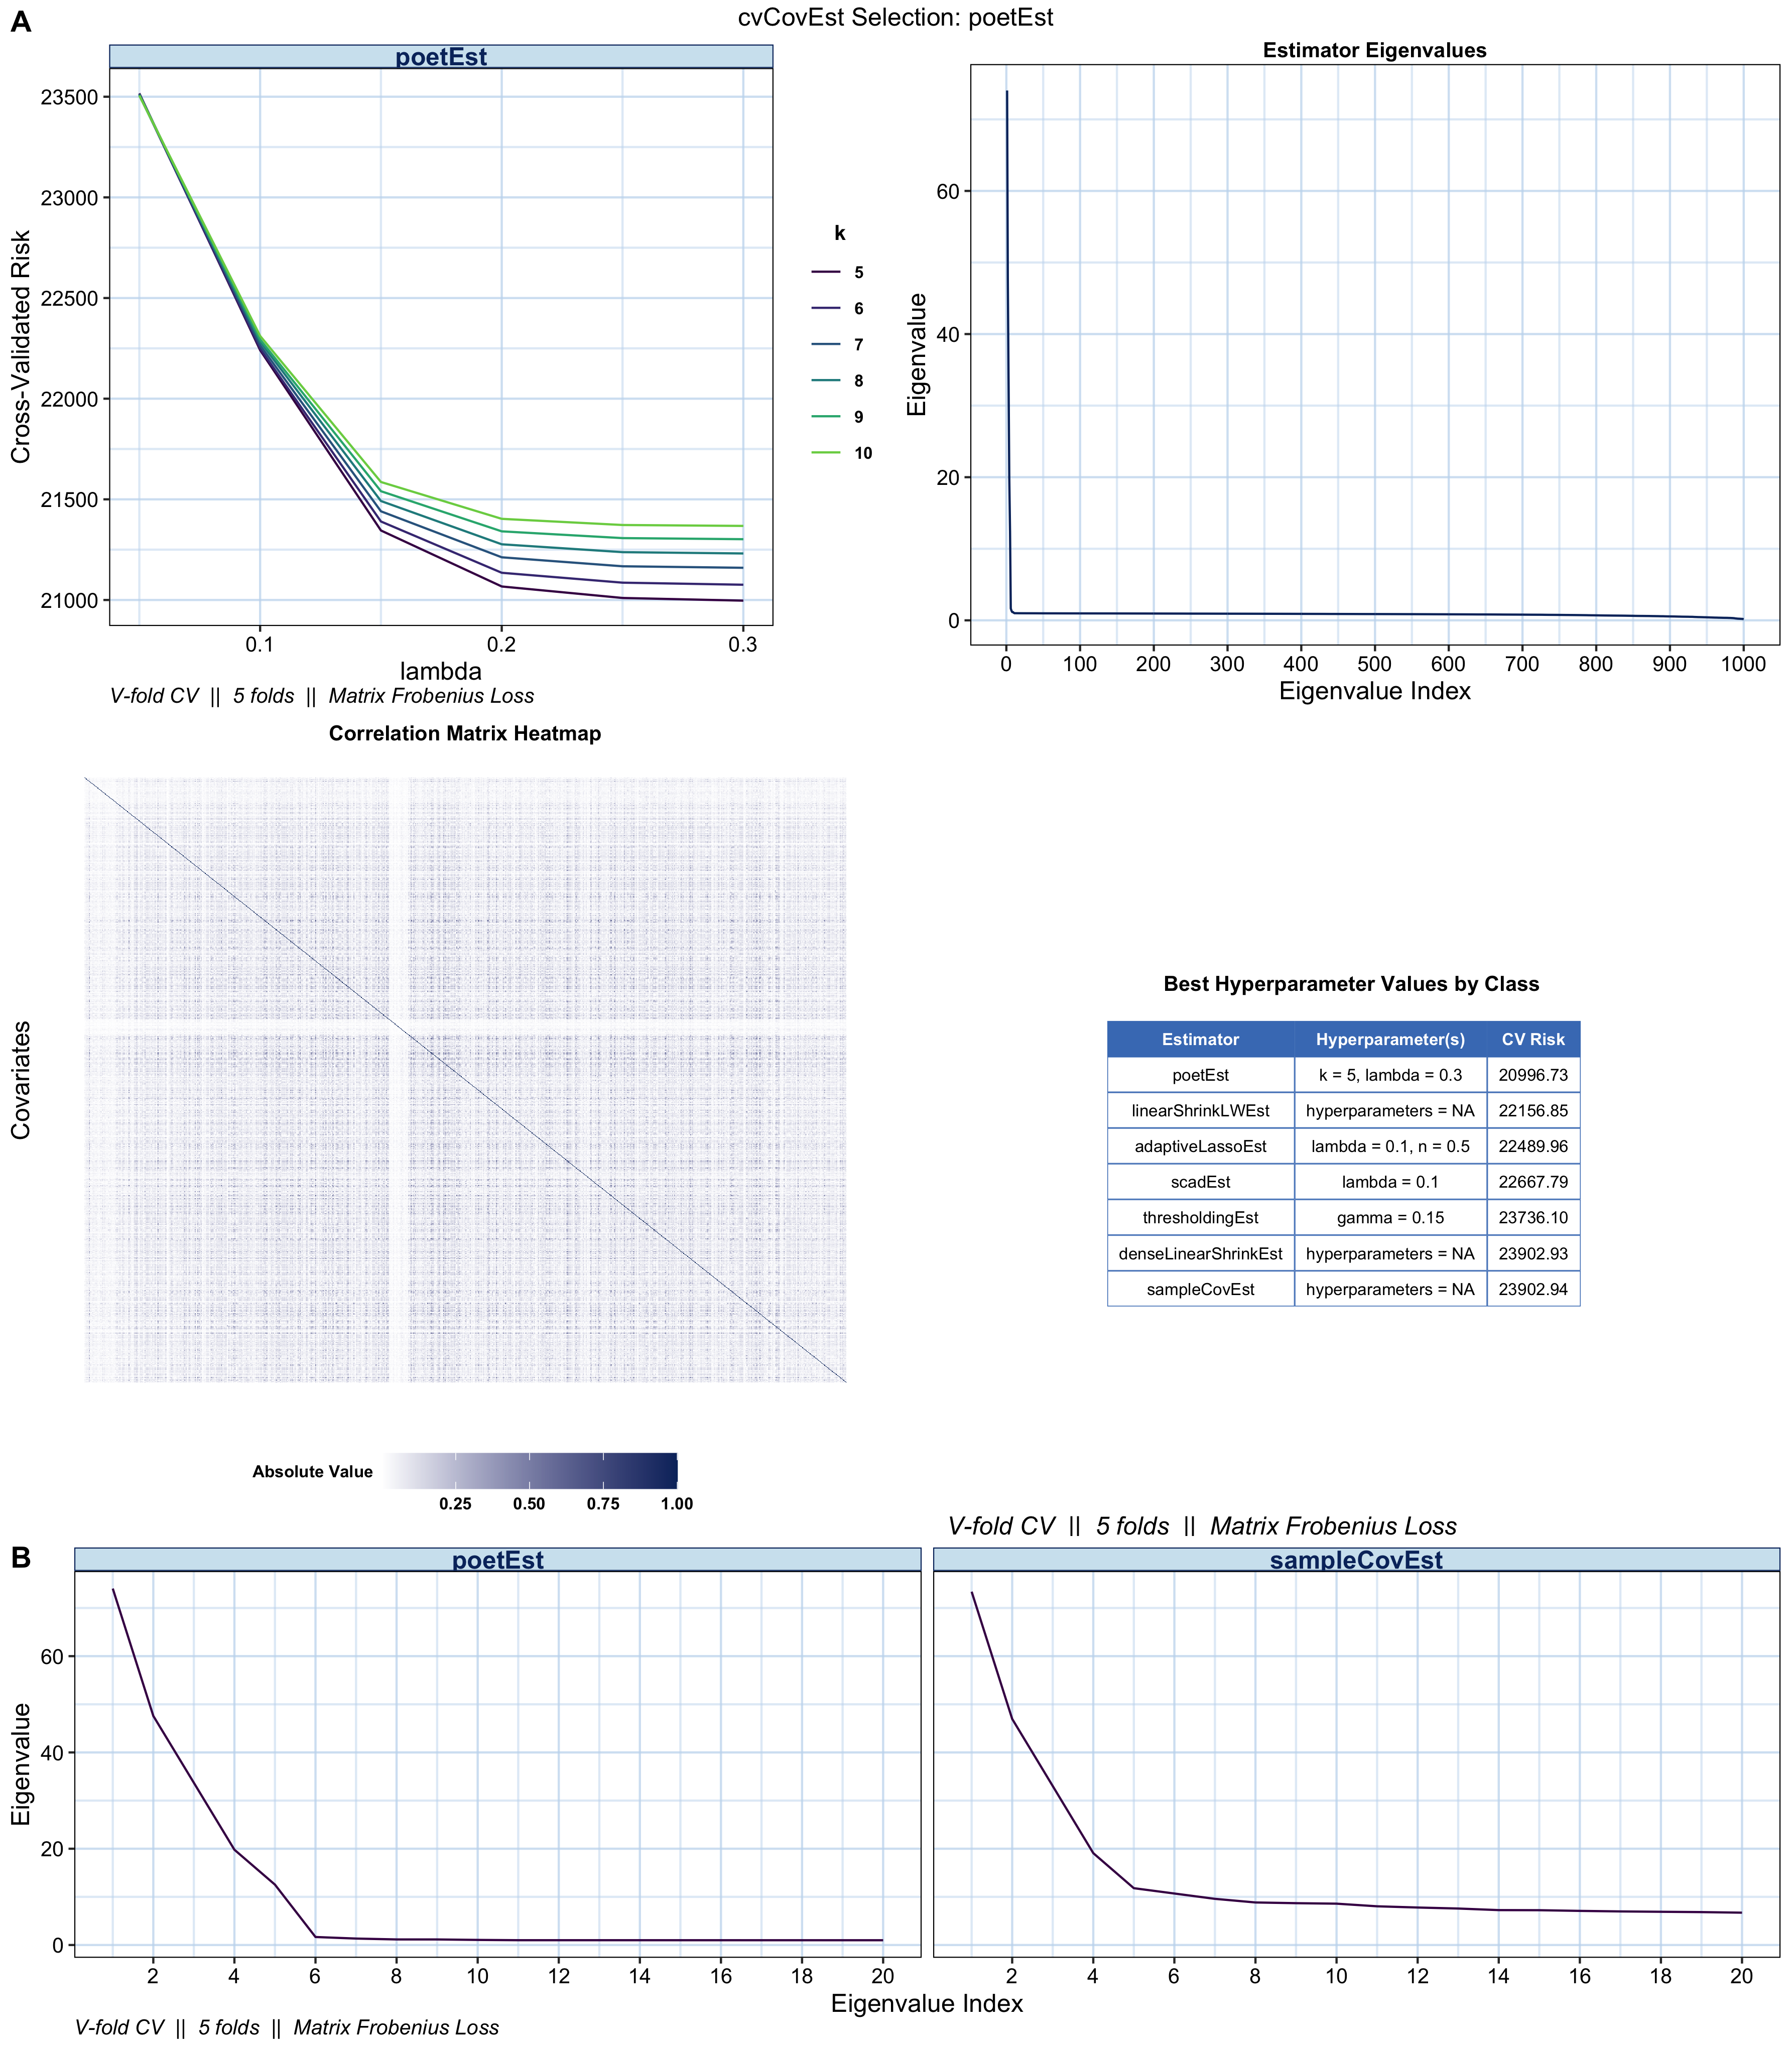 A
cvCovEst Selection: poetEst
poetEst
23500
23000
22500
22000
21500
21000
Cross-Validated Risk
0.1 0.2 0.3
lambda
V-fold CV || 5 folds || Matrix Frobenius Loss
k
5
6
7
8
9
10
Estimator Eigenvalues
60
40
20
0
Eigenvalue
0 100 200 300 400 500 600 700 800 900 1000
Eigenvalue Index
Correlation Matrix Heatmap
Covariates
Absolute Value
0.25 0.50 0.75 1.00
Best Hyperparameter Values by Class
Estimator Hyperparameter(s) CV Risk
poetEst k = 5, lambda = 0.3 20996.73
linearShrinkLWEst hyperparameters = NA 22156.85
adaptiveLassoEst lambda = 0.1, n = 0.5 22489.96
scadEst lambda = 0.1 22667.79
thresholdingEst gamma = 0.15 23736.10
denseLinearShrinkEst hyperparameters = NA 23902.93
sampleCovEst hyperparameters = NA 23902.94
V-fold CV || 5 folds || Matrix Frobenius Loss
B
poetEst
sampleCovEst
60
40
20
0
Eigenvalue
2 4 6 8 10 12 14 16 18 20
2 4 6 8 10 12 14 16 18 20
Eigenvalue Index
V-fold CV || 5 folds || Matrix Frobenius Loss